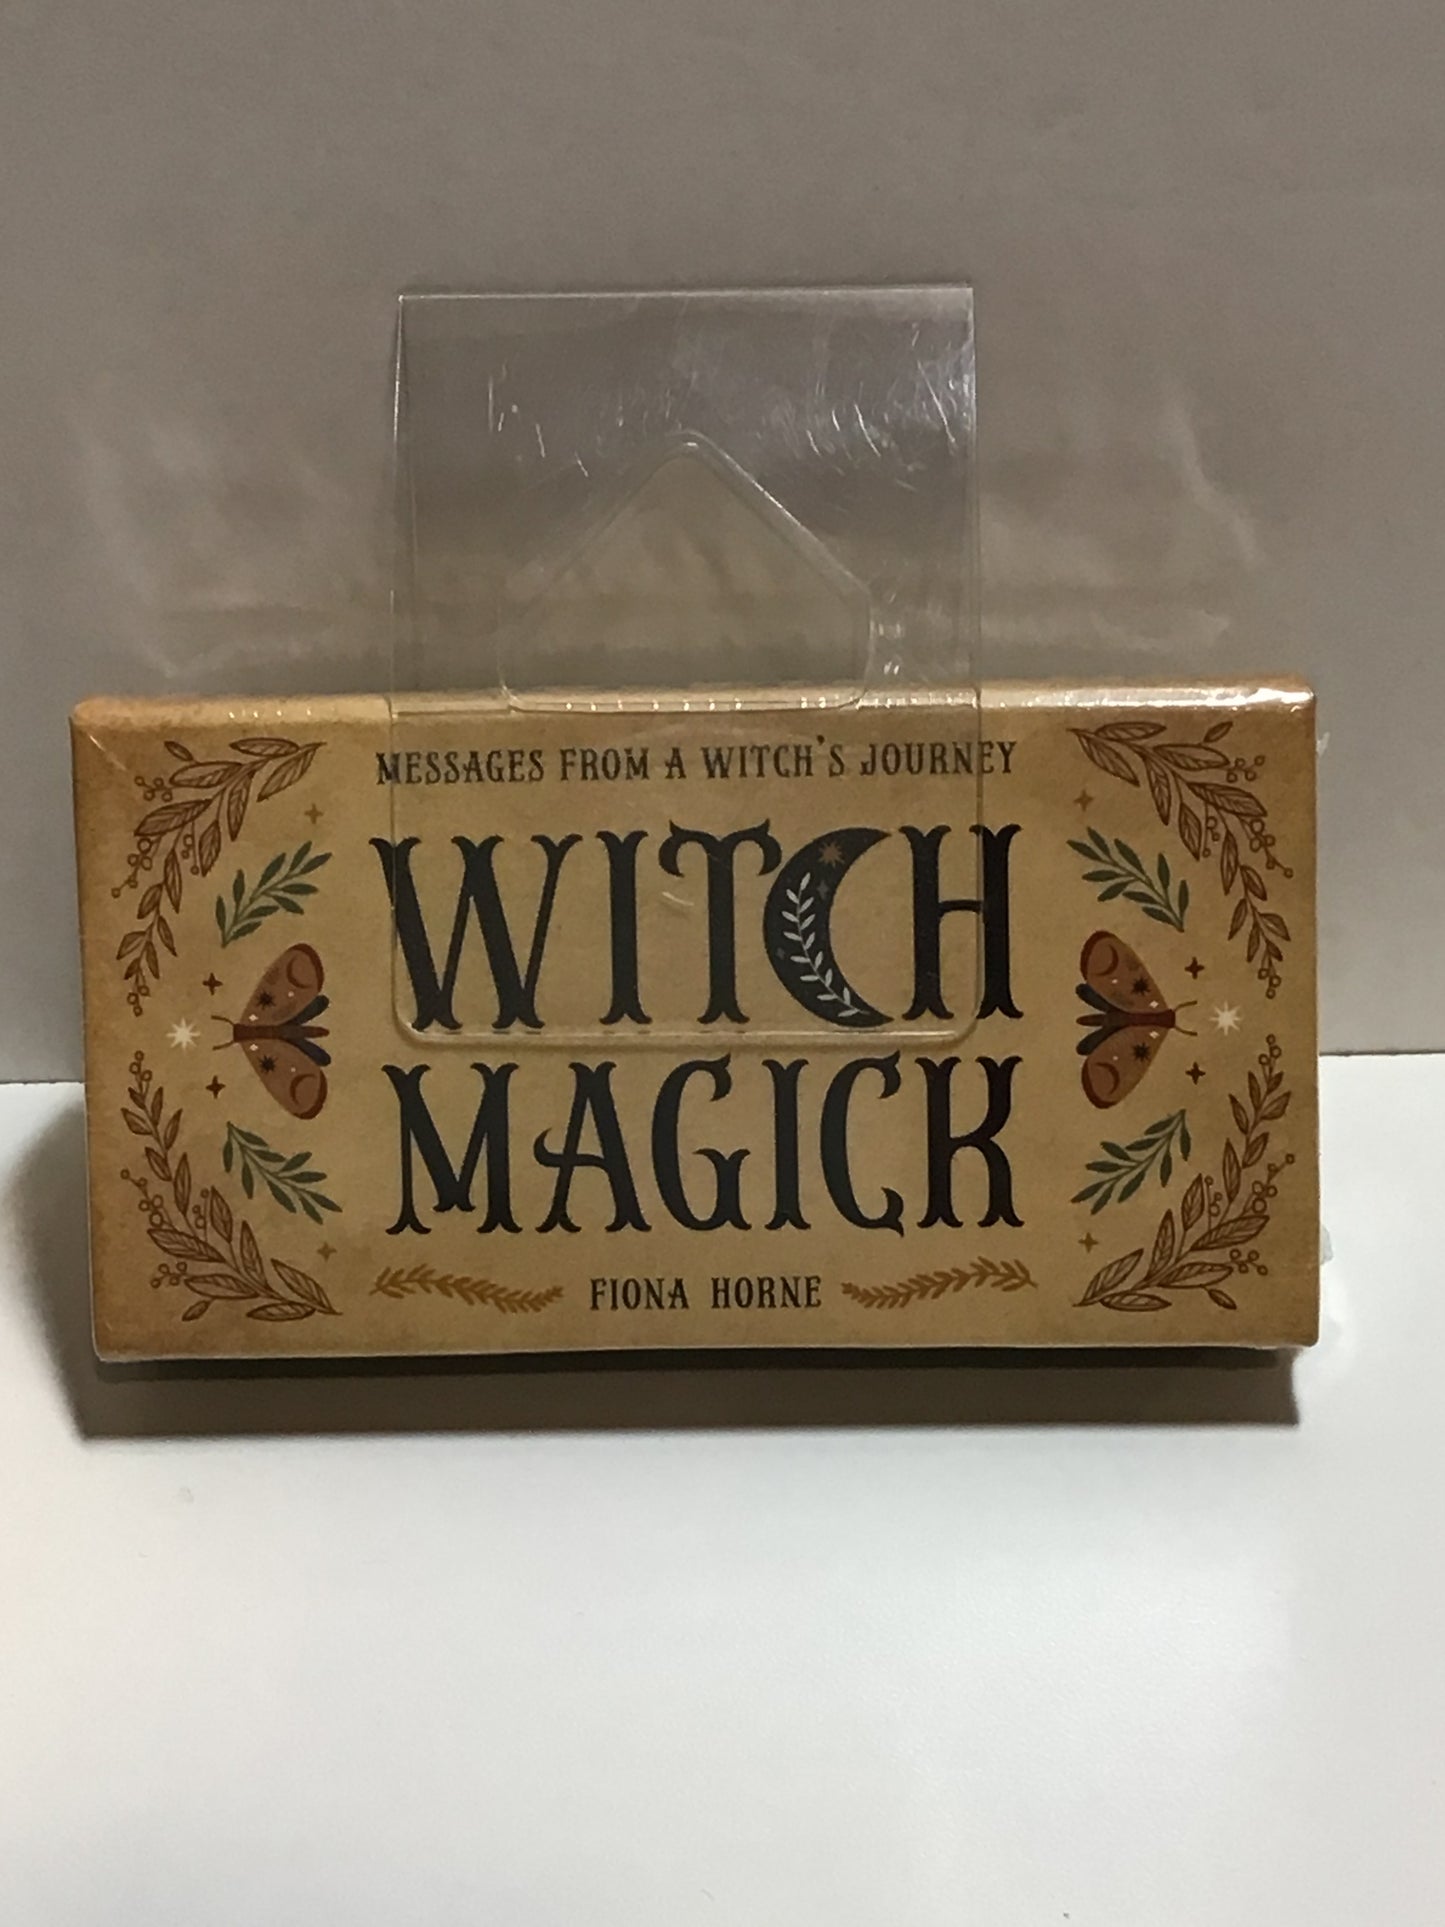 MESSAGES FROM A WITCH'S JOURNEY
WITCH
MAGICK
FIONA HORNE